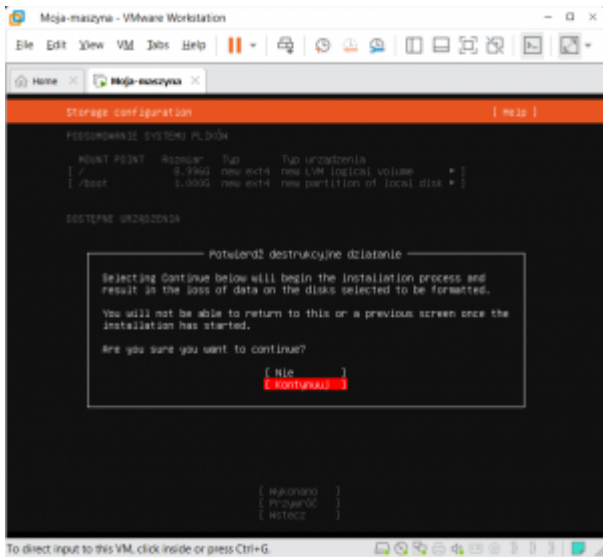 Moja-maszyna - VMware Workstation
File Edit View VM Tabs Help
Home
Moja-maszyna
Storage configuration [ Help ]
PODSUMOWANIE SYSTEMU PLIKÓW
MOUNT POINT Rozmiar Typ Typ urządzenia
[ / 8.996G new ext4 new LVM logical volume ▸ ]
[ /boot 1.000G new ext4 new partition of local disk ▸ ]
DOSTĘPNE URZĄDZENIA
Potwierdź destrukcyjne działanie
Selecting Continue below will begin the installation process and
result in the loss of data on the disks selected to be formatted.
You will not be able to return to this or a previous screen once the
installation has started.
Are you sure you want to continue?
[ Nie ]
[ Kontynuuj ]
[ Wykonano ]
[ Przywróć ]
[ Wstecz ]
To direct input to this VM, click inside or press Ctrl+G.